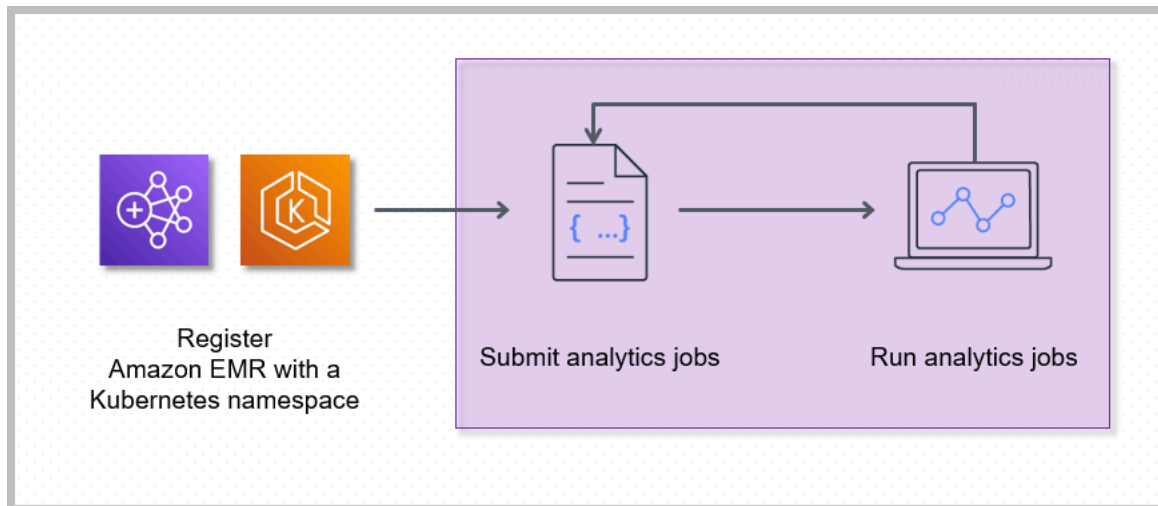 K
{ ...}
Register
Amazon EMR with a
Kubernetes namespace
Submit analytics jobs
Run analytics jobs